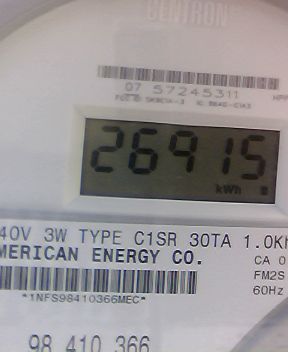 CENTRON
07 57245311
26915
kWh
40V 3W TYPE C1SR 30TA 1.0Kh
MERICAN ENERGY CO.
CA 0
FM2S
60Hz
*1NFS98410366MEC*
98 410 366